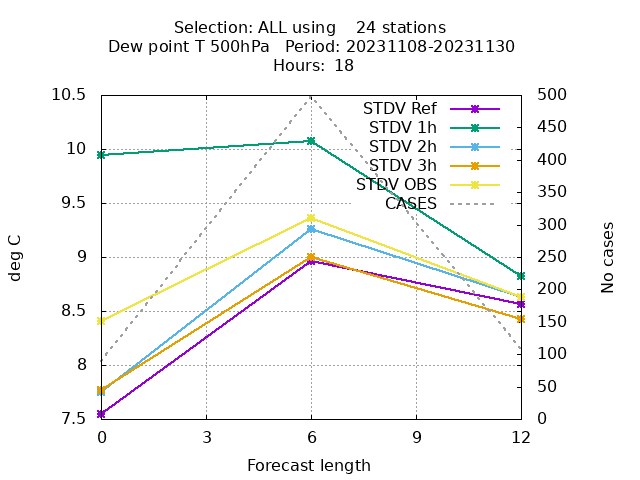 Selection: ALL using    24 stations
Dew point T 500hPa   Period: 20231108-20231130
Hours:  18
10.5
10
9.5
9
8.5
8
7.5
500
450
400
350
300
250
200
150
100
50
0
deg C
No cases
STDV Ref
STDV 1h
STDV 2h
STDV 3h
STDV OBS
CASES
0 3 6 9 12
Forecast length